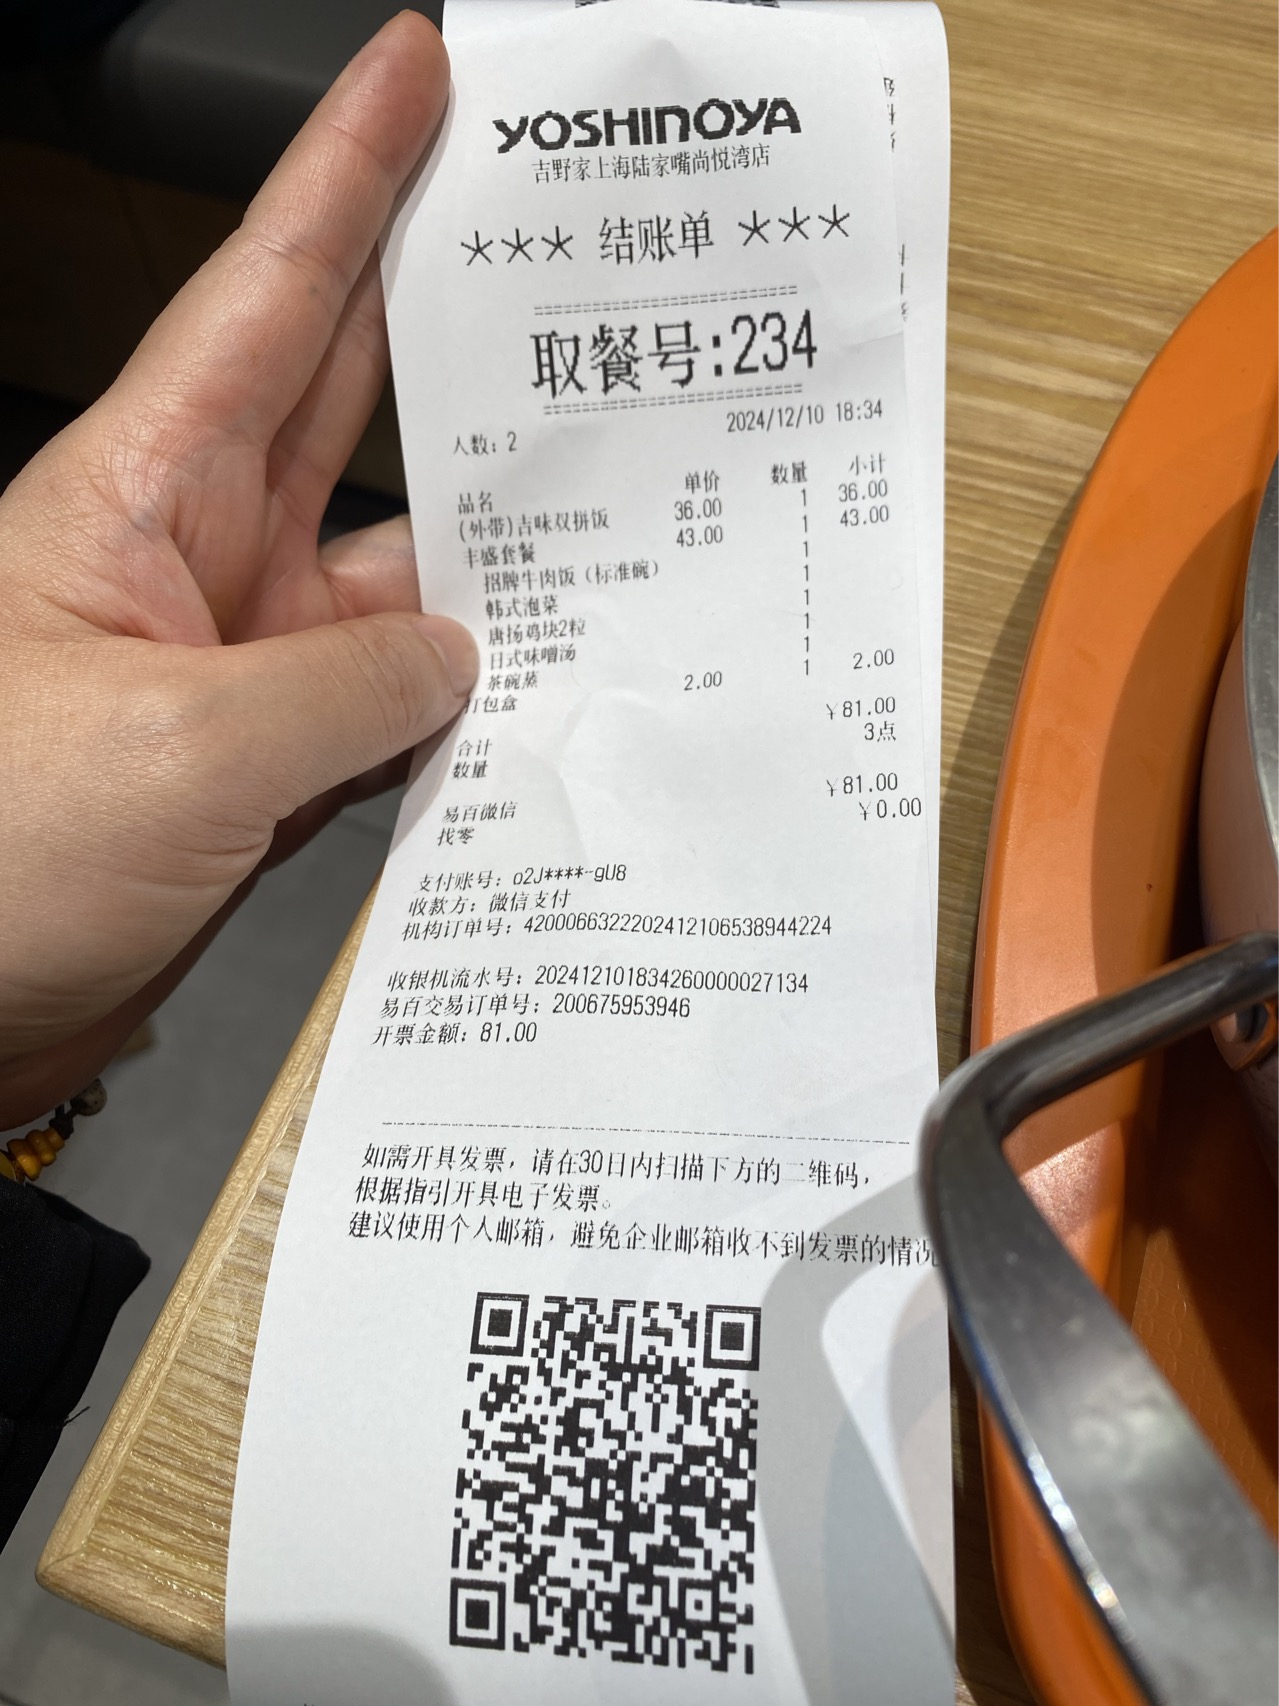 YOSHINOYA
吉野家上海陆家嘴尚悦湾店
*** 结账单 ***
取餐号:234
2024/12/10 18:34
人数: 2
品名 单价 数量 小计
(外带)吉味双拼饭 36.00 1 36.00
丰盛套餐 43.00 1 43.00
招牌牛肉饭（标准碗） 1
韩式泡菜 1
唐扬鸡块2粒 1
日式味噌汤 1
茶碗蒸 1
打包盒 2.00 1 2.00
合计 ￥81.00
数量 3点
易百微信 ￥81.00
找零 ￥0.00
支付账号: o2J****-gU8
收款方: 微信支付
机构订单号: 4200066322202412106538944224
收银机流水号: 202412101834260000027134
易百交易订单号: 200675953946
开票金额: 81.00
如需开具发票，请在30日内扫描下方的二维码，
根据指引开具电子发票。
建议使用个人邮箱，避免企业邮箱收不到发票的情况